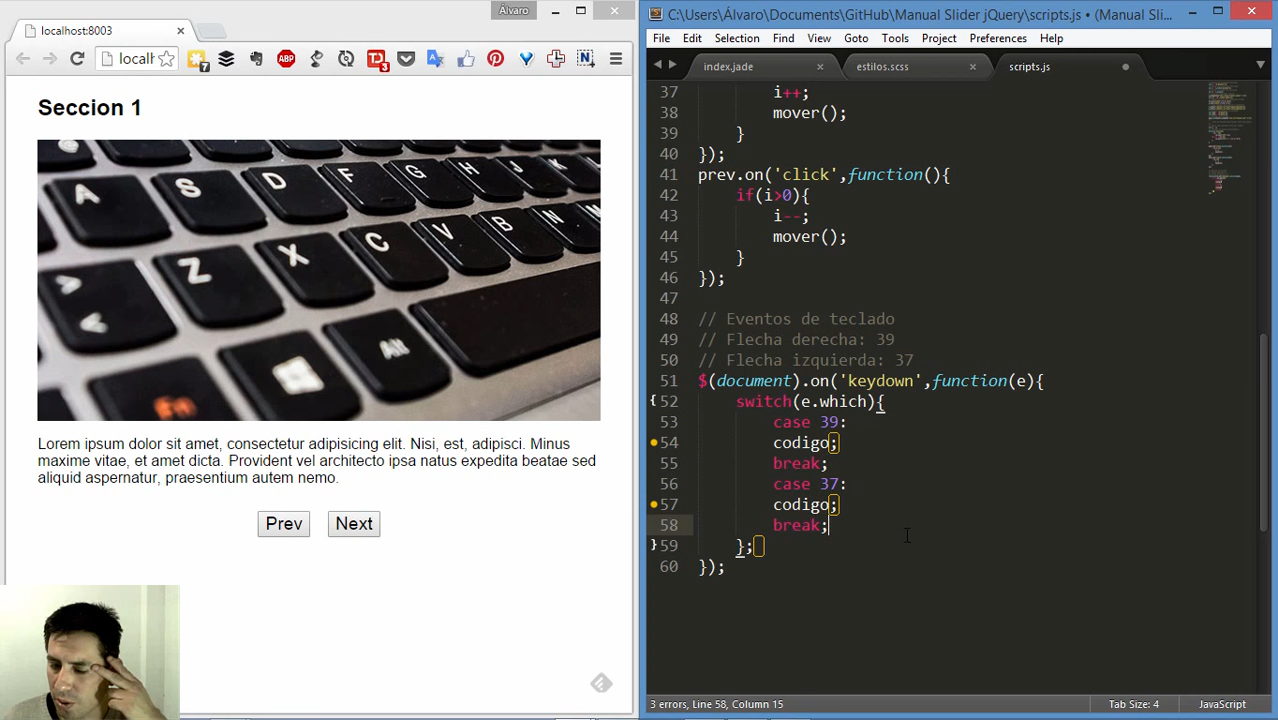 Álvaro
localhost:8003
localh
7
ABP
3
Seccion 1
A
S
D
F
G
H
Z
X
C
V
B
N
Alt
Fn
Lorem ipsum dolor sit amet, consectetur adipisicing elit. Nisi, est, adipisci. Minus
maxime vitae, et amet dicta. Provident vel architecto ipsa natus expedita beatae sed
aliquid aspernatur, praesentium autem nemo.
Prev
Next
C:\Users\Álvaro\Documents\GitHub\Manual Slider jQuery\scripts.js • (Manual Sli...
File Edit Selection Find View Goto Tools Project Preferences Help
index.jade
estilos.scss
scripts.js
37 i++;
38 mover();
39 }
40 });
41 prev.on('click',function(){
42 if(i>0){
43 i--;
44 mover();
45 }
46 });
47
48 // Eventos de teclado
49 // Flecha derecha: 39
50 // Flecha izquierda: 37
51 $(document).on('keydown',function(e){
52 switch(e.which){
53 case 39:
54 codigo;
55 break;
56 case 37:
57 codigo;
58 break;
59 };
60 });
3 errors, Line 58, Column 15
Tab Size: 4
JavaScript